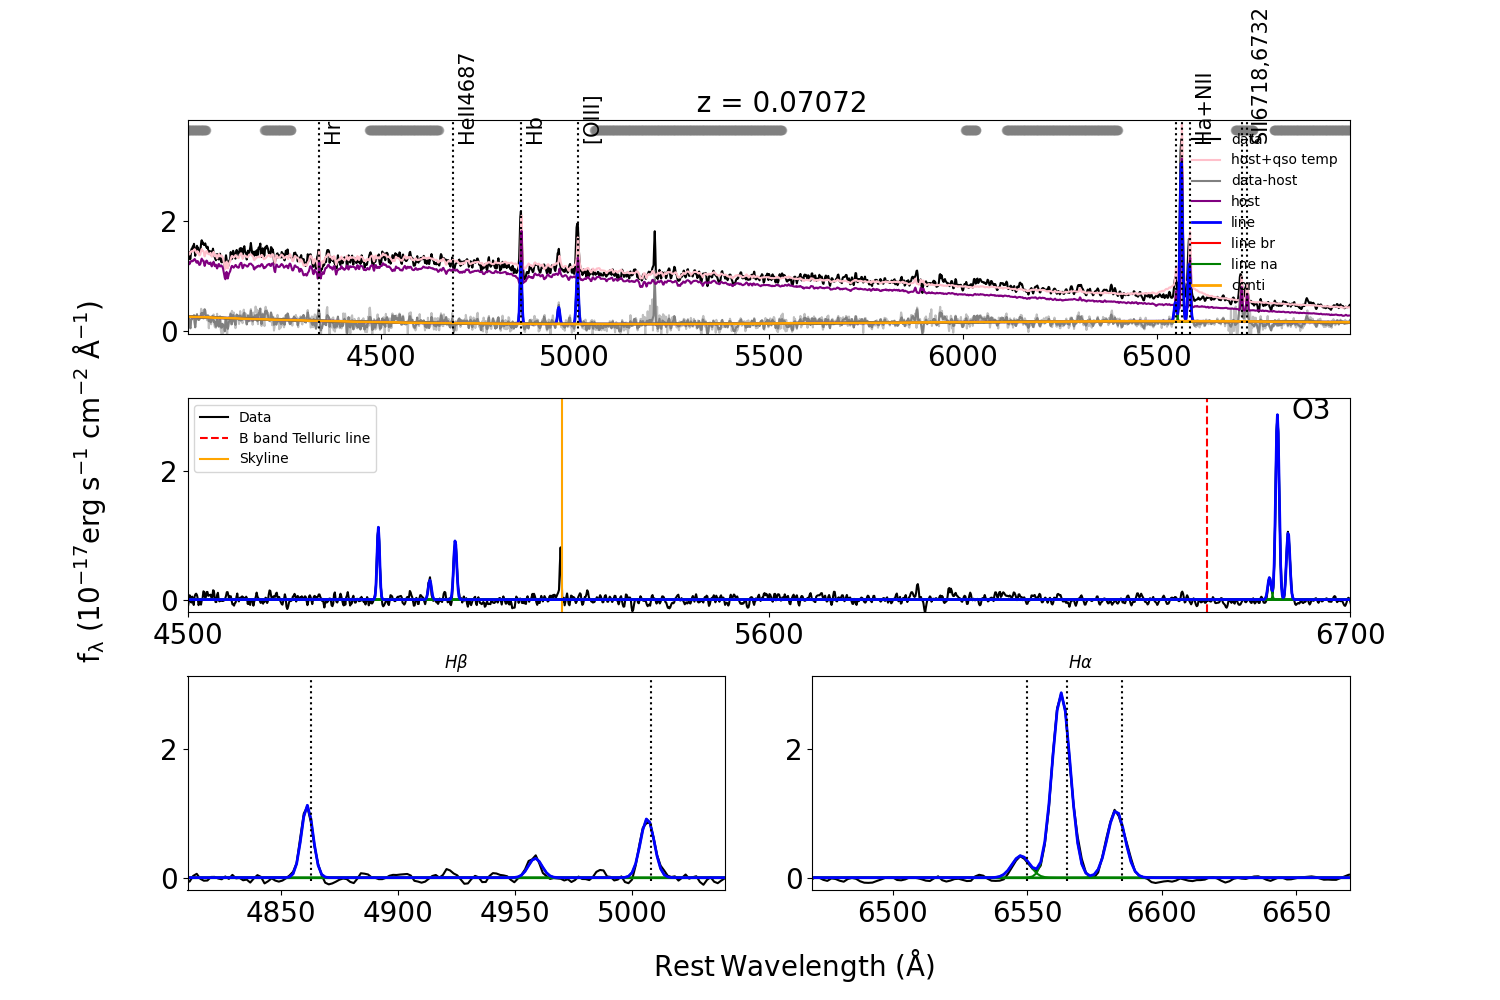 z = 0.07072
Hr
HeII4687
Hb
[OIII]
Ha+NII
SII6718,6732
data
host+qso temp
data-host
host
line
line br
line na
conti
2
0
4500
5000
5500
6000
6500
fλ (10⁻¹⁷erg s⁻¹ cm⁻² Å⁻¹)
Data
B band Telluric line
Skyline
O3
2
0
4500
5600
6700
Hβ
2
0
4850
4900
4950
5000
Hα
2
0
6500
6550
6600
6650
Rest Wavelength (Å)